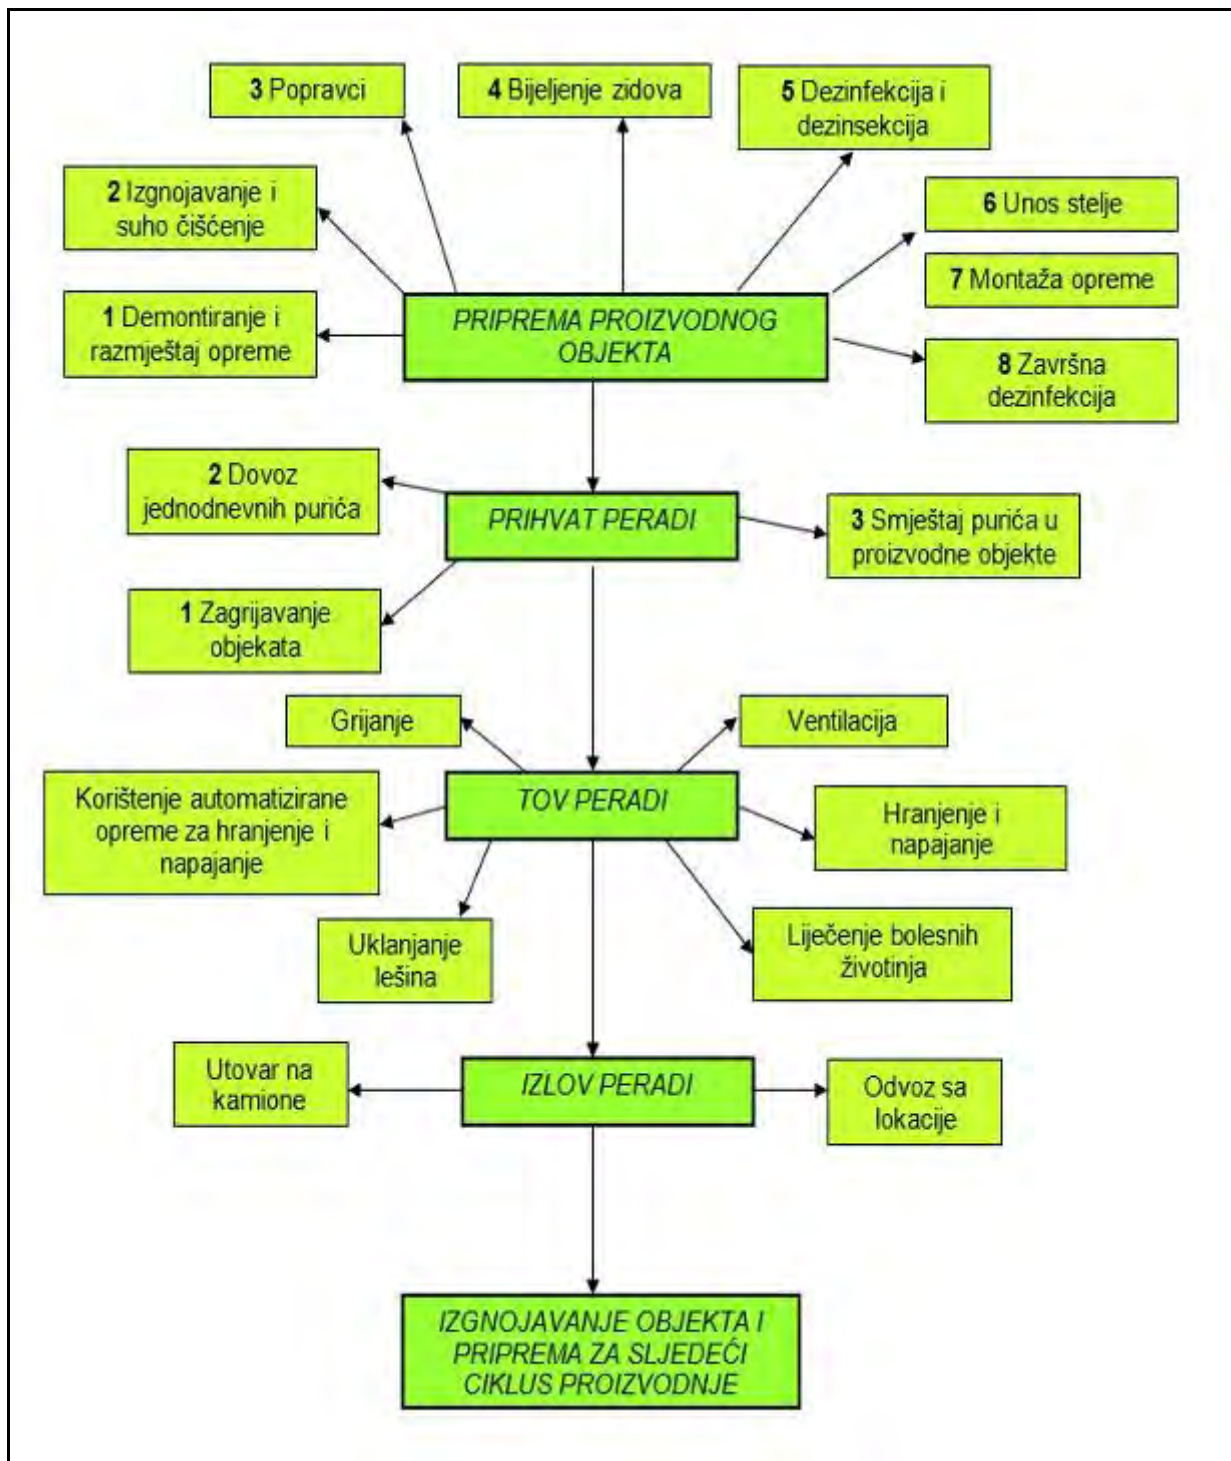 3 Popravci
4 Bijeljenje zidova
5 Dezinfekcija i
dezinsekcija
2 Izgnojavanje i
suho čišćenje
6 Unos stelje
7 Montaža opreme
1 Demontiranje i
razmještaj opreme
PRIPREMA PROIZVODNOG
OBJEKTA
8 Završna
dezinfekcija
2 Dovoz
jednodnevnih purića
PRIHVAT PERADI
3 Smještaj purića u
proizvodne objekte
1 Zagrijavanje
objekata
Grijanje
Ventilacija
Korištenje automatizirane
opreme za hranjenje i
napajanje
TOV PERADI
Hranjenje i
napajanje
Uklanjanje
lešina
Liječenje bolesnih
životinja
Utovar na
kamione
IZLOV PERADI
Odvoz sa
lokacije
IZGNOJAVANJE OBJEKTA I
PRIPREMA ZA SLJEDEĆI
CIKLUS PROIZVODNJE